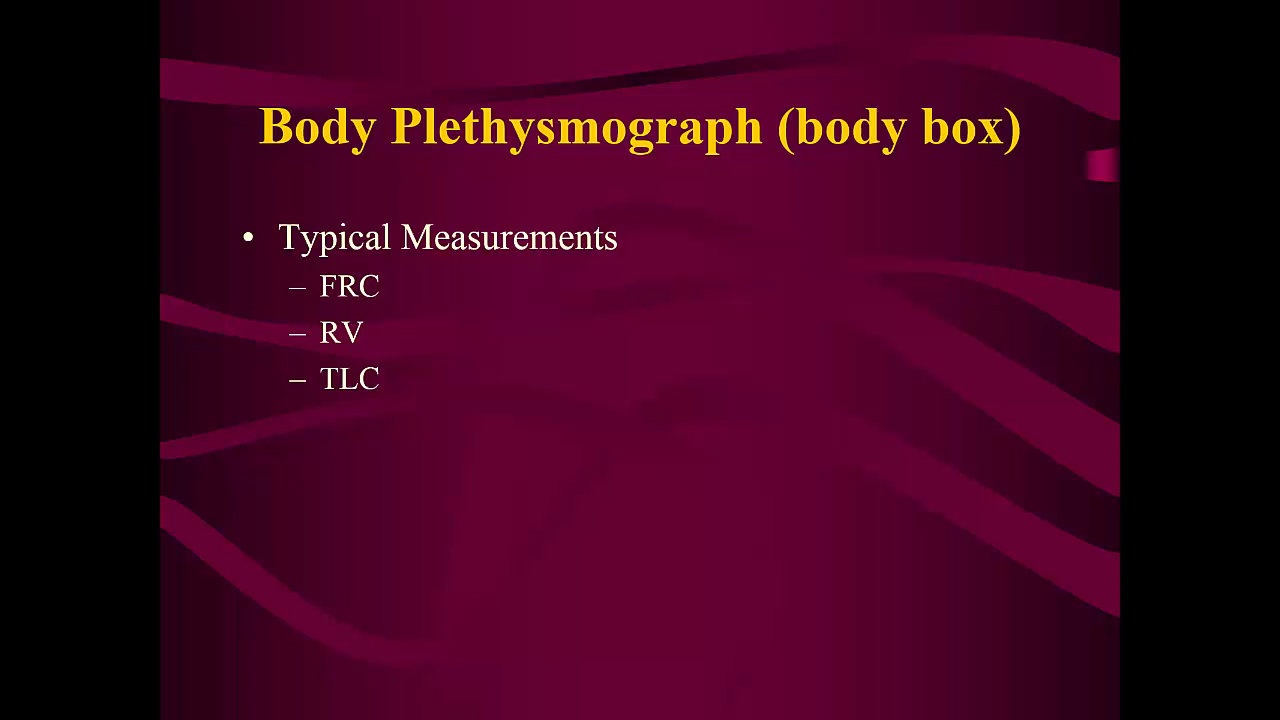 Body Plethysmograph (body box)
• Typical Measurements
– FRC
– RV
– TLC